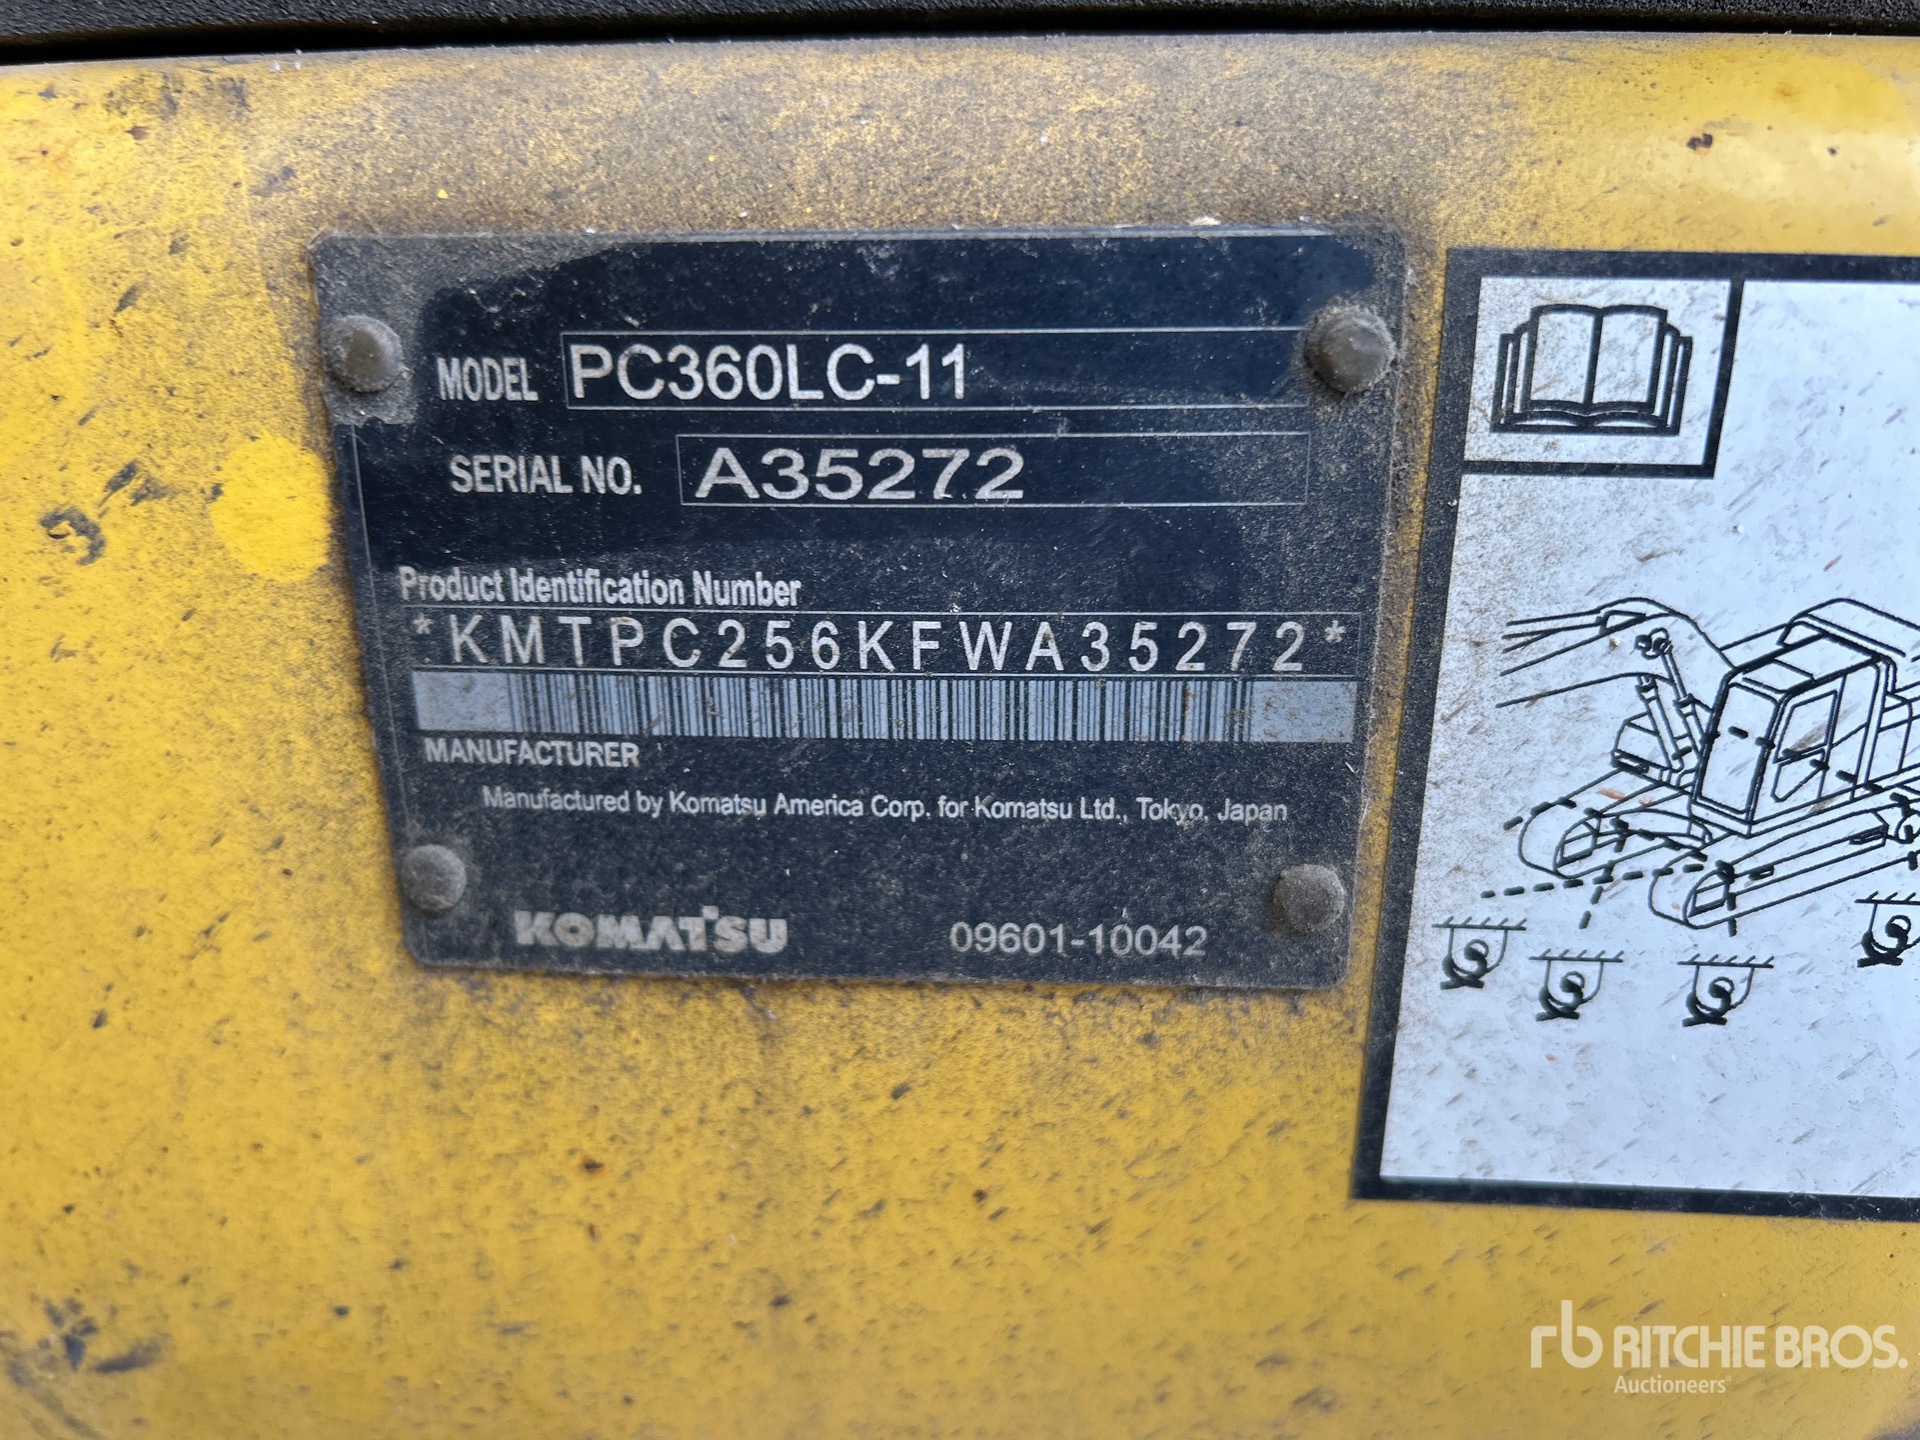 MODEL PC360LC-11
SERIAL NO. A35272
Product Identification Number
*KMTPC256KFWA35272*
MANUFACTURER
Manufactured by Komatsu America Corp. for Komatsu Ltd., Tokyo, Japan
KOMATSU 09601-10042
rb RITCHIE BROS.
Auctioneers